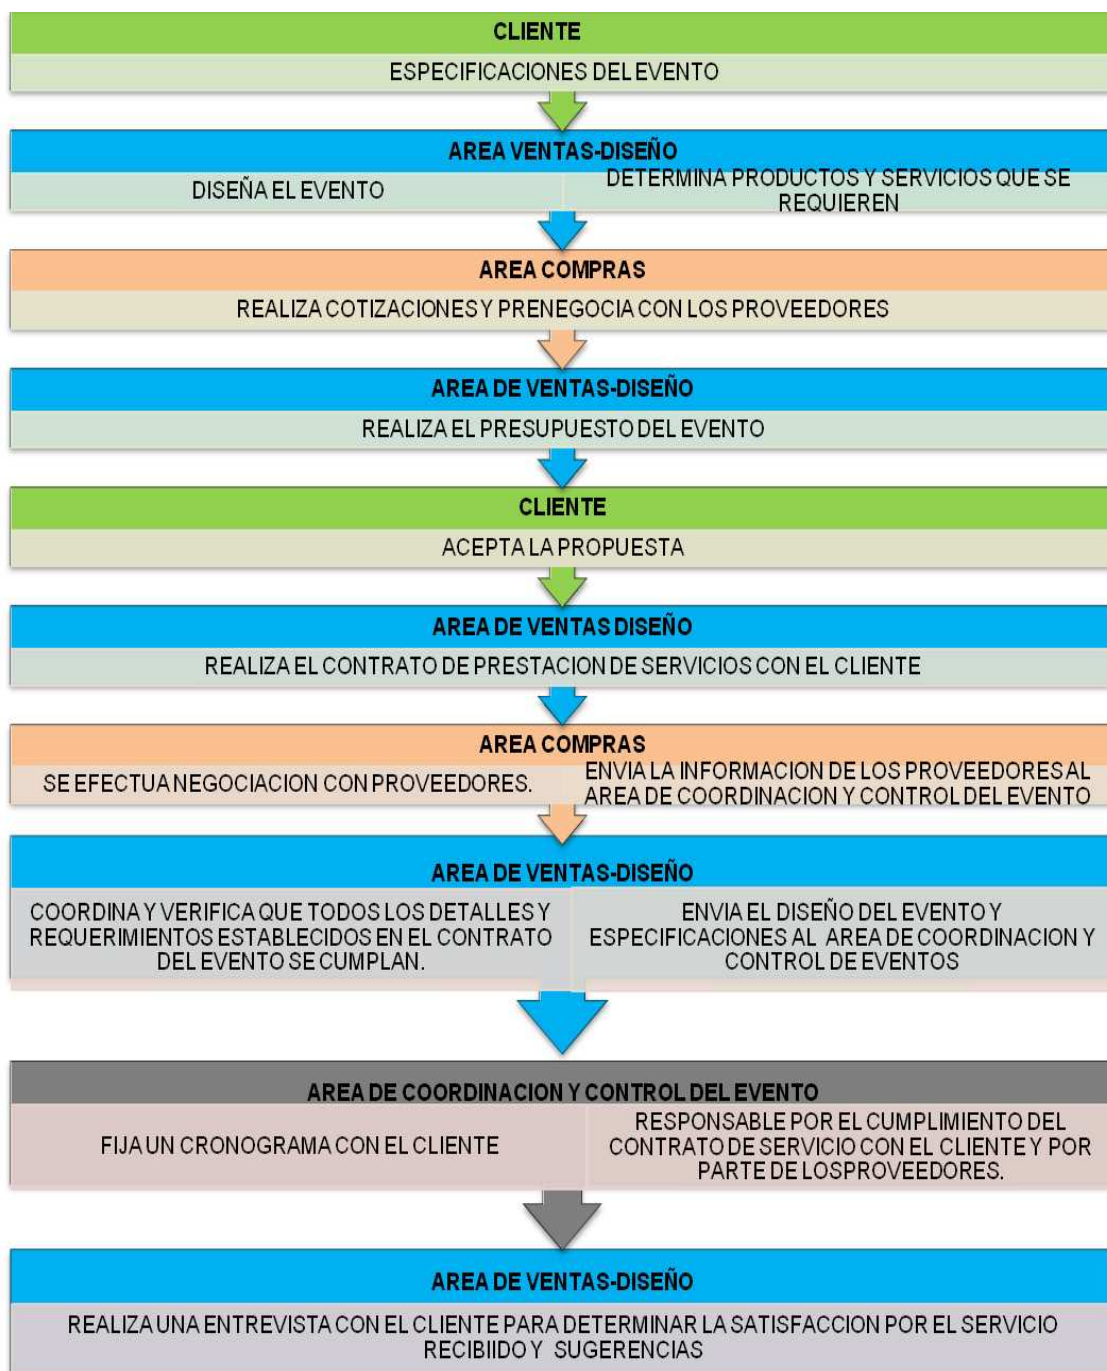 CLIENTE
ESPECIFICACIONES DEL EVENTO
AREA VENTAS-DISEÑO
DISEÑA EL EVENTO
DETERMINA PRODUCTOS Y SERVICIOS QUE SE
REQUIEREN
AREA COMPRAS
REALIZA COTIZACIONES Y PRENEGOCIA CON LOS PROVEEDORES
AREA DE VENTAS-DISEÑO
REALIZA EL PRESUPUESTO DEL EVENTO
CLIENTE
ACEPTA LA PROPUESTA
AREA DE VENTAS DISEÑO
REALIZA EL CONTRATO DE PRESTACION DE SERVICIOS CON EL CLIENTE
AREA COMPRAS
SE EFECTUA NEGOCIACION CON PROVEEDORES.
ENVIA LA INFORMACION DE LOS PROVEEDORES AL
AREA DE COORDINACION Y CONTROL DEL EVENTO
AREA DE VENTAS-DISEÑO
COORDINA Y VERIFICA QUE TODOS LOS DETALLES Y
REQUERIMIENTOS ESTABLECIDOS EN EL CONTRATO
DEL EVENTO SE CUMPLAN.
ENVIA EL DISEÑO DEL EVENTO Y
ESPECIFICACIONES AL AREA DE COORDINACION Y
CONTROL DE EVENTOS
AREA DE COORDINACION Y CONTROL DEL EVENTO
FIJA UN CRONOGRAMA CON EL CLIENTE
RESPONSABLE POR EL CUMPLIMIENTO DEL
CONTRATO DE SERVICIO CON EL CLIENTE Y POR
PARTE DE LOSPROVEEDORES.
AREA DE VENTAS-DISEÑO
REALIZA UNA ENTREVISTA CON EL CLIENTE PARA DETERMINAR LA SATISFACCION POR EL SERVICIO
RECIBIIDO Y SUGERENCIAS